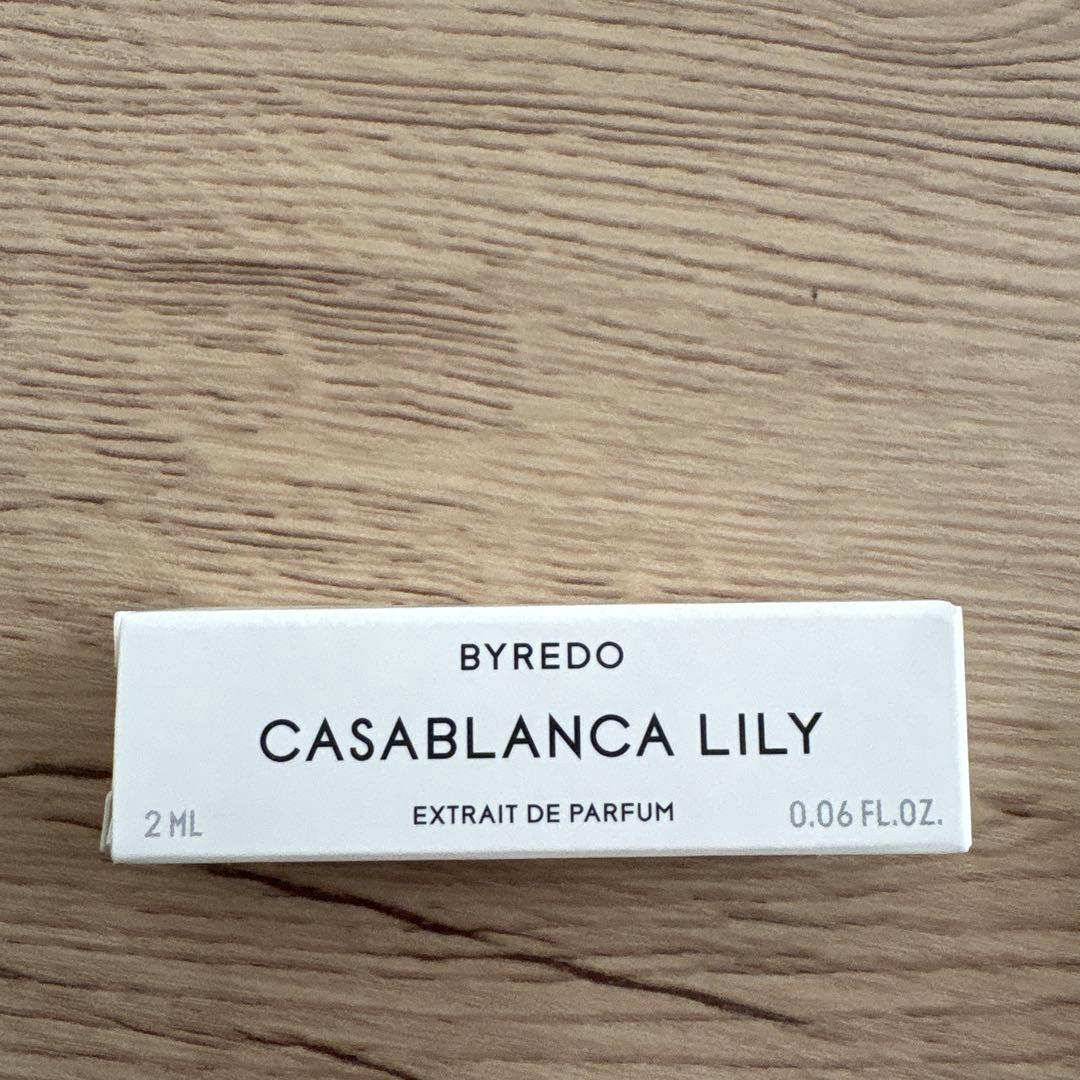 BYREDO
CASABLANCA LILY
2 ML EXTRAIT DE PARFUM 0.06 FL.OZ.